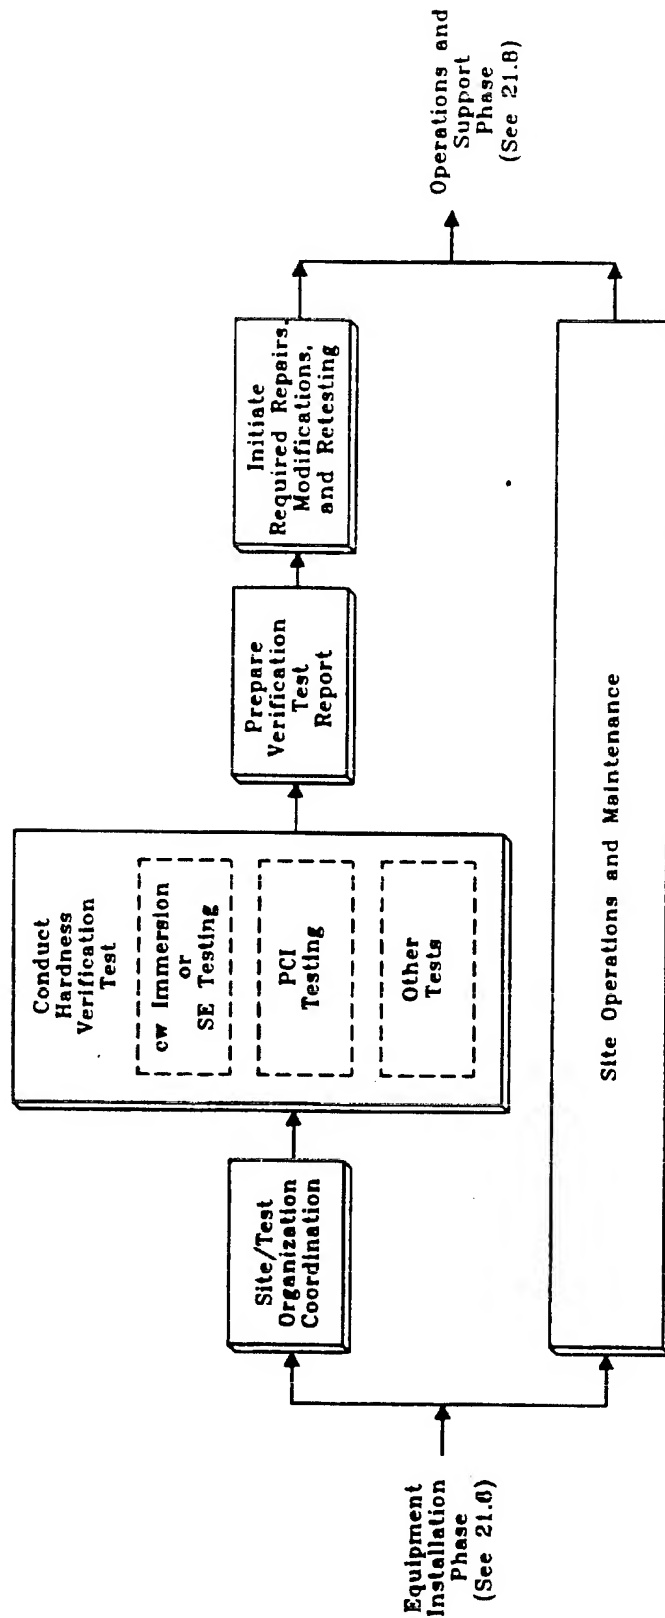 Equipment
Installation
Phase
(See 21.6)
Site/Test
Organization
Coordination
Conduct
Hardness
Verification
Test
cw Immersion
or
SE Testing
PCI
Testing
Other
Tests
Prepare
Verification
Test
Report
Initiate
Required Repairs,
Modifications,
and Retesting
Site Operations and Maintenance
Operations and
Support
Phase
(See 21.8)